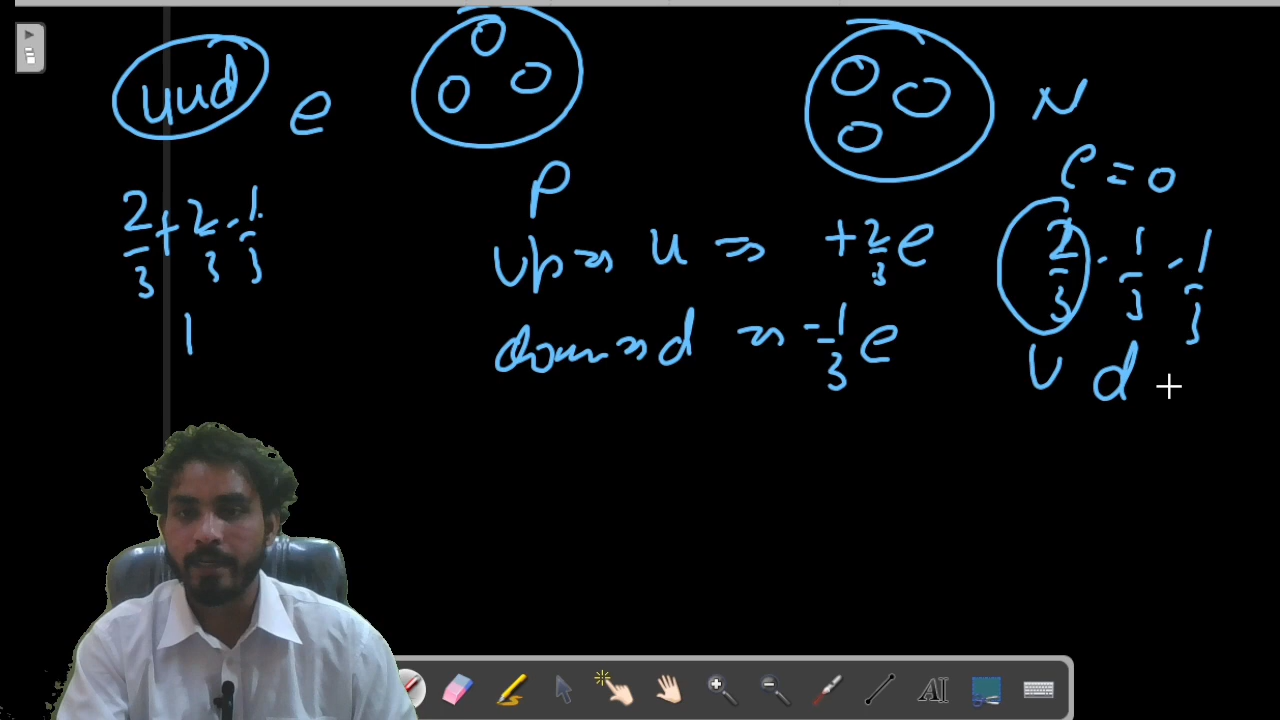 uud e
2/3 + 2/3 - 1/3
1
P
up ⇒ u ⇒ +2/3 e
down ⇒ d ⇒ -1/3 e
N
e = 0
2/3 - 1/3 - 1/3
U d
AI